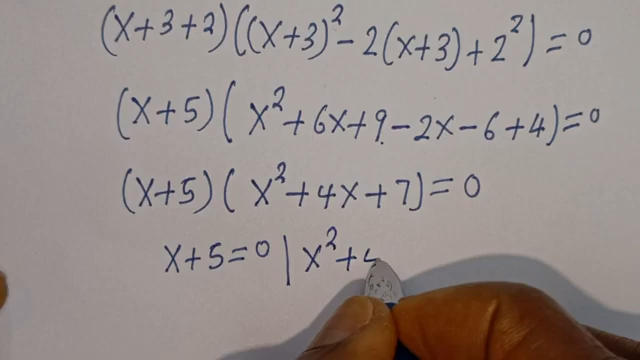 (x+3+2)((x+3)²-2(x+3)+2²)=0
(x+5)(x²+6x+9-2x-6+4)=0
(x+5)(x²+4x+7)=0
x+5=0 | x²+4